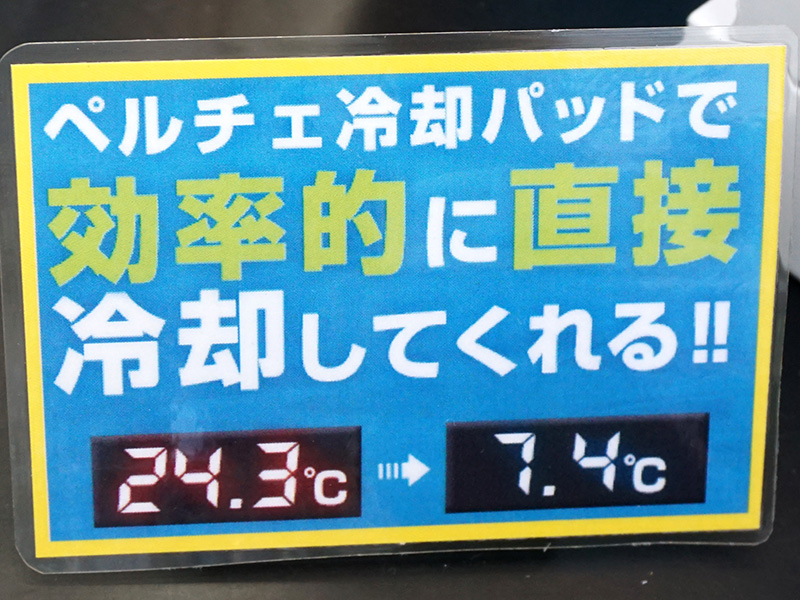 ペルチェ冷却パッドで
効率的に直接
冷却してくれる!!
24.3℃ ➡ 7.4℃